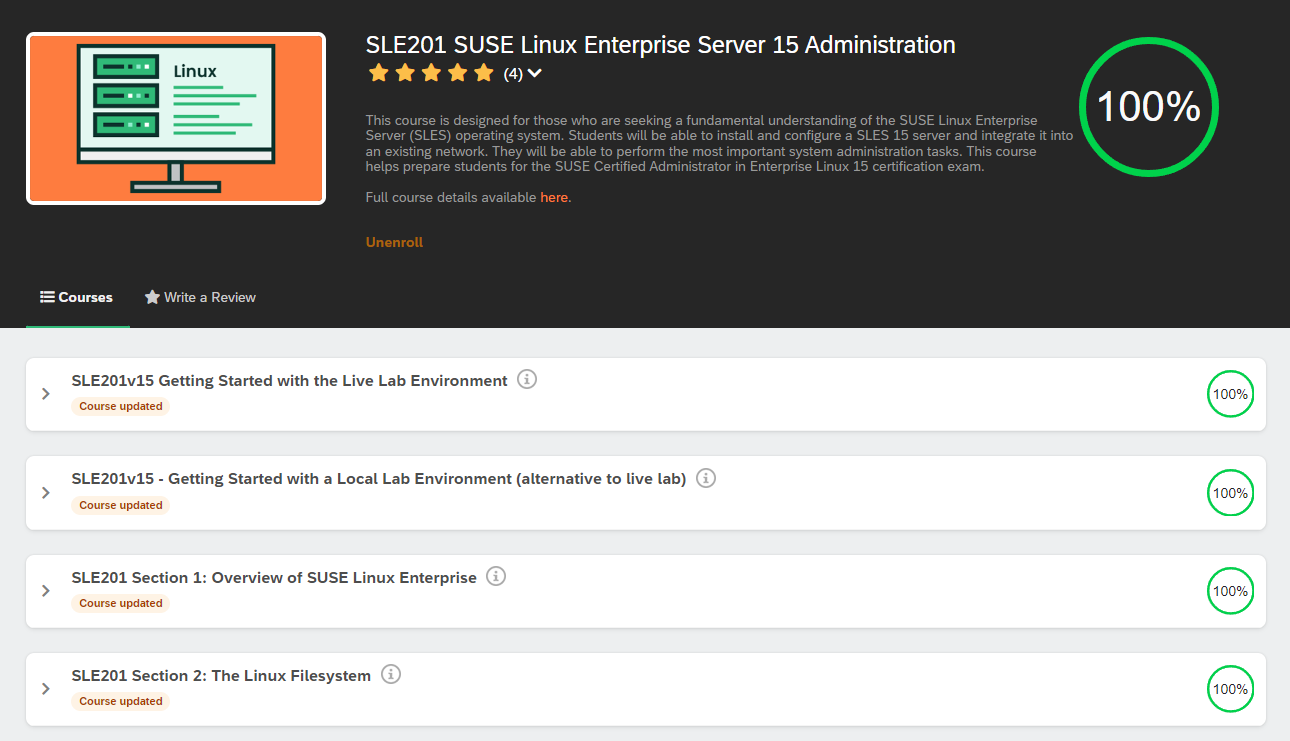 Linux
SLE201 SUSE Linux Enterprise Server 15 Administration
(4)
100%
This course is designed for those who are seeking a fundamental understanding of the SUSE Linux Enterprise
Server (SLES) operating system. Students will be able to install and configure a SLES 15 server and integrate it into
an existing network. They will be able to perform the most important system administration tasks. This course
helps prepare students for the SUSE Certified Administrator in Enterprise Linux 15 certification exam.
Full course details available here.
Unenroll
Courses
Write a Review
SLE201v15 Getting Started with the Live Lab Environment
Course updated
100%
SLE201v15 - Getting Started with a Local Lab Environment (alternative to live lab)
Course updated
100%
SLE201 Section 1: Overview of SUSE Linux Enterprise
Course updated
100%
SLE201 Section 2: The Linux Filesystem
Course updated
100%